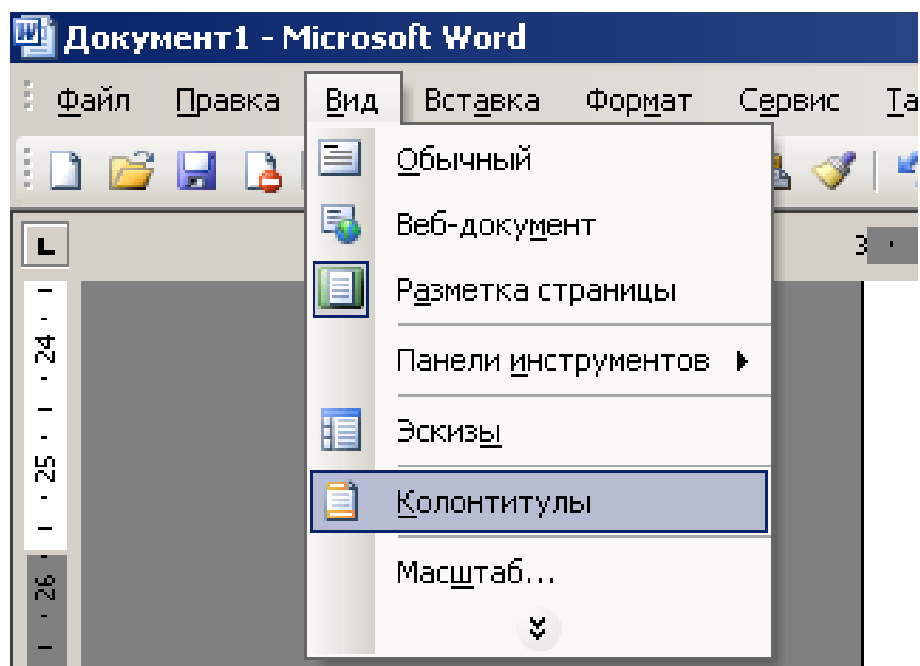 Документ1 - Microsoft Word
Файл Правка Вид Вставка Формат Сервис
Обычный
Веб-документ
3
Разметка страницы
24
Панели инструментов
Эскизы
25
Колонтитулы
Масштаб...
26